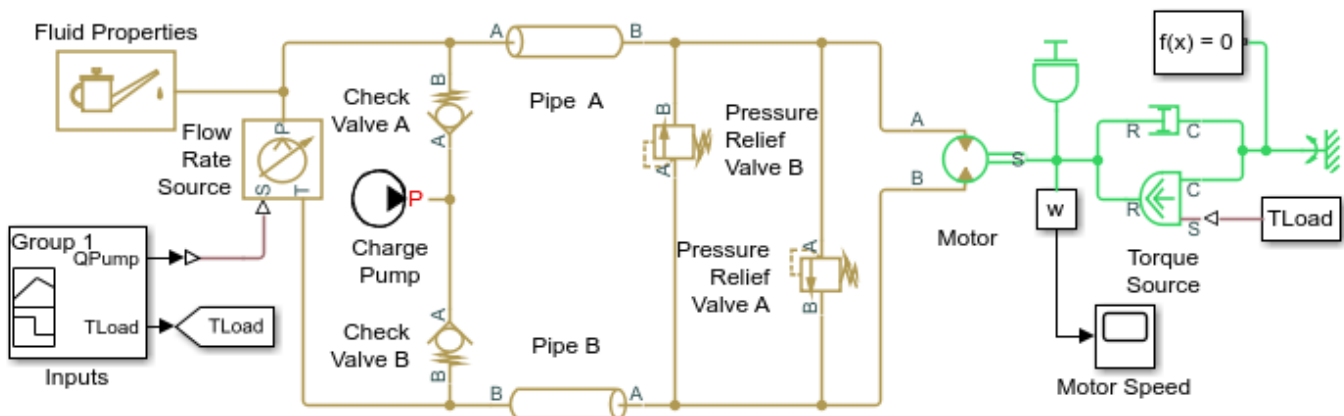 Fluid Properties
Flow
Rate
Source
P
S
T
Group 1
QPump
TLoad
Inputs
TLoad
B
Check
Valve A
A
P
Charge
Pump
A
Check
Valve B
B
A
B
Pipe A
Pipe B
B
A
B
Pressure
Relief
Valve B
A
A
Pressure
Relief
Valve A
B
A
B
S
Motor
w
Motor Speed
f(x) = 0
R
C
R
C
S
Torque
Source
TLoad